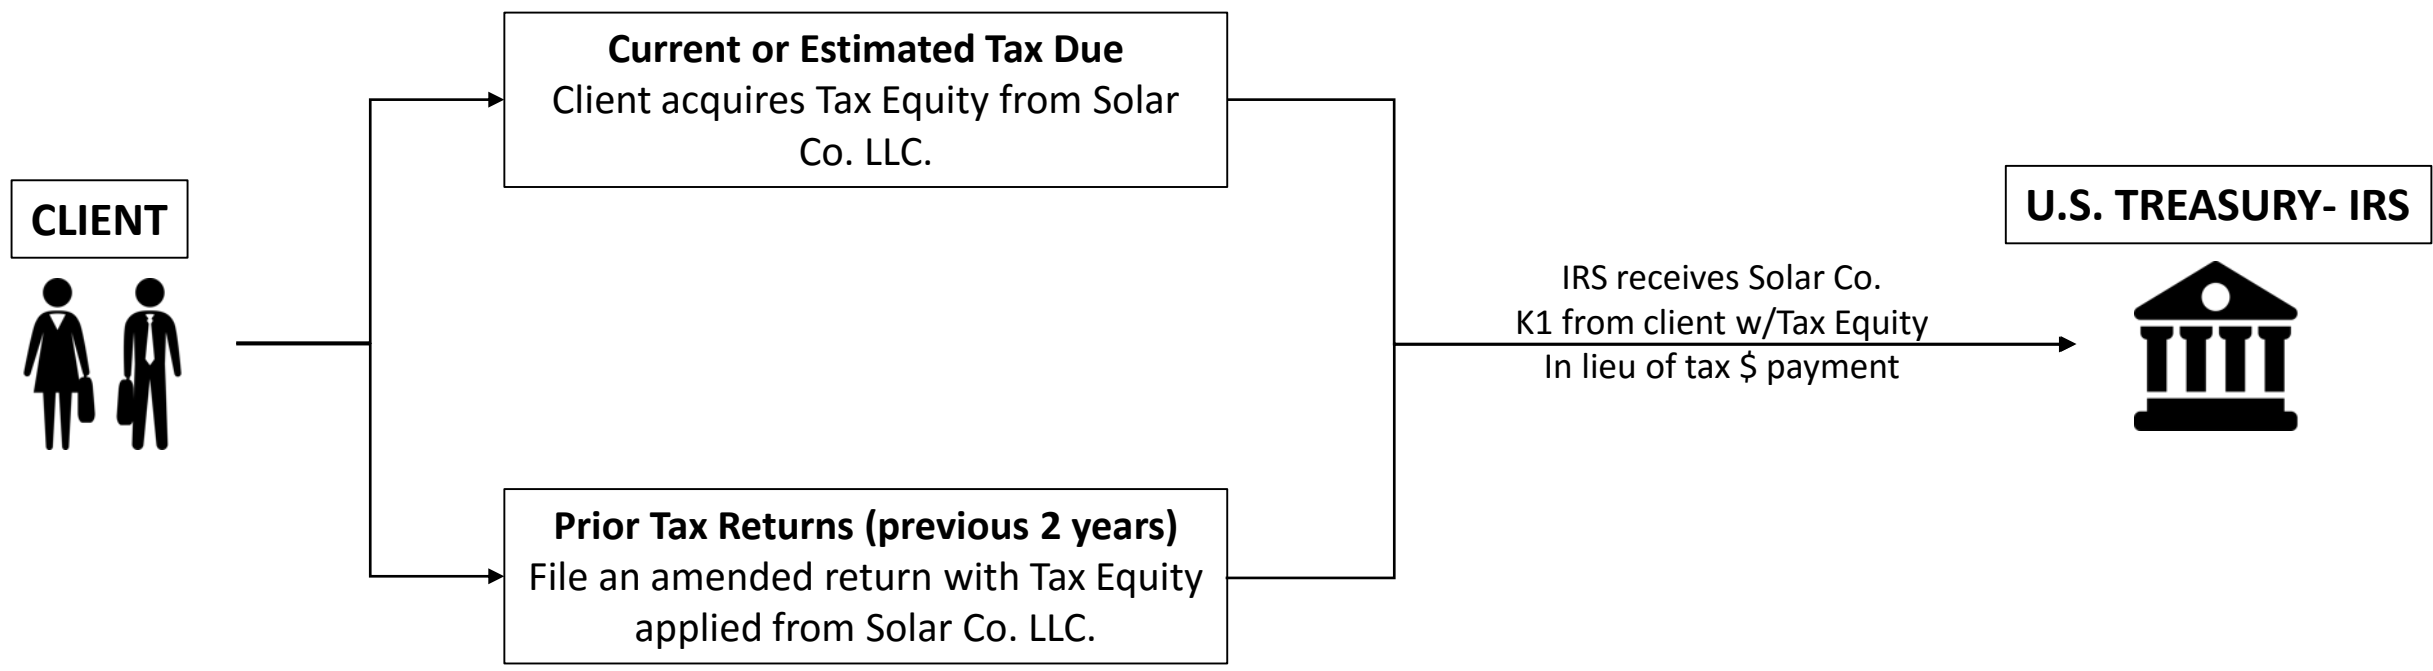 Current or Estimated Tax Due
Client acquires Tax Equity from Solar
Co. LLC.
CLIENT
U.S. TREASURY- IRS
IRS receives Solar Co.
K1 from client w/Tax Equity
In lieu of tax $ payment
Prior Tax Returns (previous 2 years)
File an amended return with Tax Equity
applied from Solar Co. LLC.